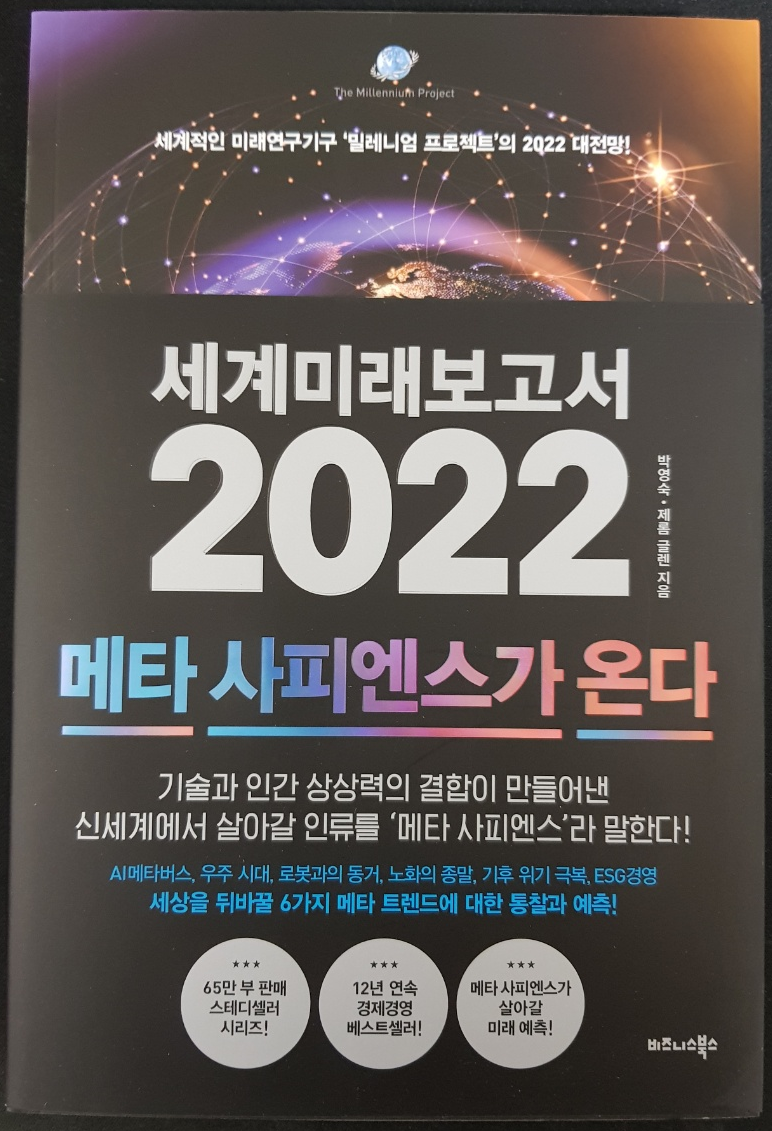 The Millennium Project
세계적인 미래연구기구 ‘밀레니엄 프로젝트’의 2022 대전망!
세계미래보고서
2022
박영숙 · 제롬 글렌 지음
메타 사피엔스가 온다
기술과 인간 상상력의 결합이 만들어낸
신세계에서 살아갈 인류를 ‘메타 사피엔스’라 말한다!
AI메타버스, 우주 시대, 로봇과의 동거, 노화의 종말, 기후 위기 극복, ESG경영
세상을 뒤바꿀 6가지 메타 트렌드에 대한 통찰과 예측!
★★★
65만 부 판매
스테디셀러
시리즈!
★★★
12년 연속
경제경영
베스트셀러!
★★★
메타 사피엔스가
살아갈
미래 예측!
비즈니스북스